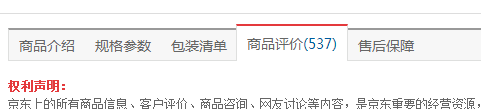 商品介绍 规格参数 包装清单 商品评价(537) 售后保障
权利声明：
京东上的所有商品信息、客户评价、商品咨询、网友讨论等内容，是京东重要的经营资源，